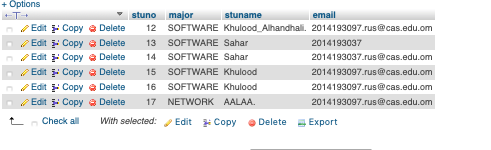 + Options
←T→ stuno major stuname email
Edit Copy Delete 12 SOFTWARE Khulood_Alhandhali. 2014193097.rus@cas.edu.om
Edit Copy Delete 13 SOFTWARE Sahar 2014193037
Edit Copy Delete 14 SOFTWARE Sahar 2014193037.rus@cas.edu.om
Edit Copy Delete 15 SOFTWARE Khulood 2014193097.rus@cas.edu.om
Edit Copy Delete 16 SOFTWARE Khulood 2014193097.rus@cas.edu.om
Edit Copy Delete 17 NETWORK AALAA. 2014193097.rus@cas.edu.om
Check all With selected: Edit Copy Delete Export